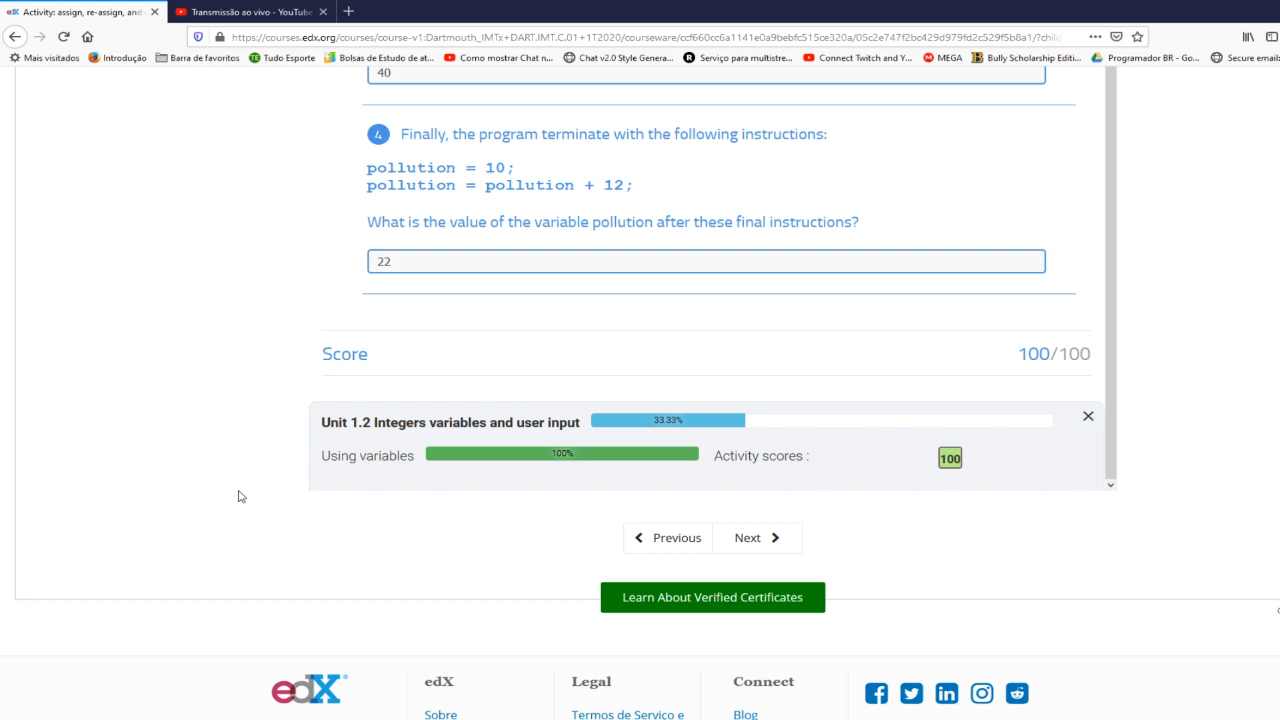 Activity: assign, re-assign, and
Transmissão ao vivo - YouTube
https://courses.edx.org/courses/course-v1:Dartmouth_IMTx+DART.IMT.C.01+1T2020/courseware/ccf660cc6a1141e0a9bebfc515ce320a/05c2e747f2bc429d979fd2c529f5b8a1/?chil
Mais visitados
Introdução
Barra de favoritos
Tudo Esporte
Bolsas de Estudo de at...
Como mostrar Chat n...
Chat v2.0 Style Genera...
Serviço para multistre...
Connect Twitch and Y...
MEGA
Bully Scholarship Editi...
Programador BR - Go...
Secure email:
40
4 Finally, the program terminate with the following instructions:
pollution = 10;
pollution = pollution + 12;
What is the value of the variable pollution after these final instructions?
22
Score 100/100
Unit 1.2 Integers variables and user input 33.33%
Using variables 100% Activity scores : 100
Previous Next
Learn About Verified Certificates
edX edX Legal Connect
Sobre Termos de Serviço e Blog